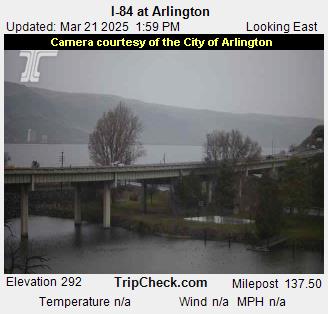 I-84 at Arlington
Updated: Mar 21 2025 1:59 PM Looking East
Camera courtesy of the City of Arlington
Elevation 292 TripCheck.com Milepost 137.50
Temperature n/a Wind n/a MPH n/a